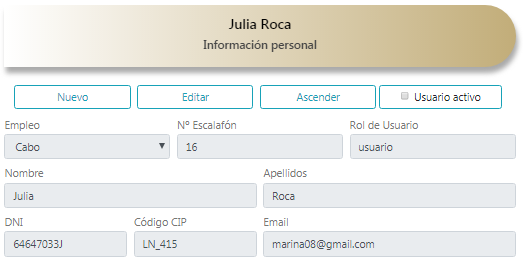 Julia Roca
Información personal
Nuevo Editar Ascender Usuario activo
Empleo Nº Escalafón Rol de Usuario
Cabo 16 usuario
Nombre Apellidos
Julia Roca
DNI Código CIP Email
64647033J LN_415 marina08@gmail.com